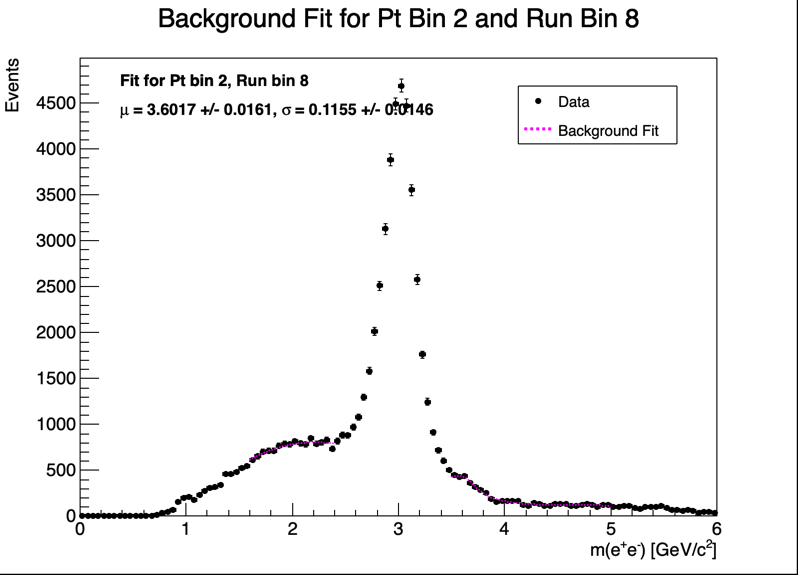 Background Fit for Pt Bin 2 and Run Bin 8
Events
Fit for Pt bin 2, Run bin 8
μ = 3.6017 +/- 0.0161, σ = 0.1155 +/- 0.0146
Data
Background Fit
4500
4000
3500
3000
2500
2000
1500
1000
500
0
0 1 2 3 4 5 6
m(e⁺e⁻) [GeV/c²]